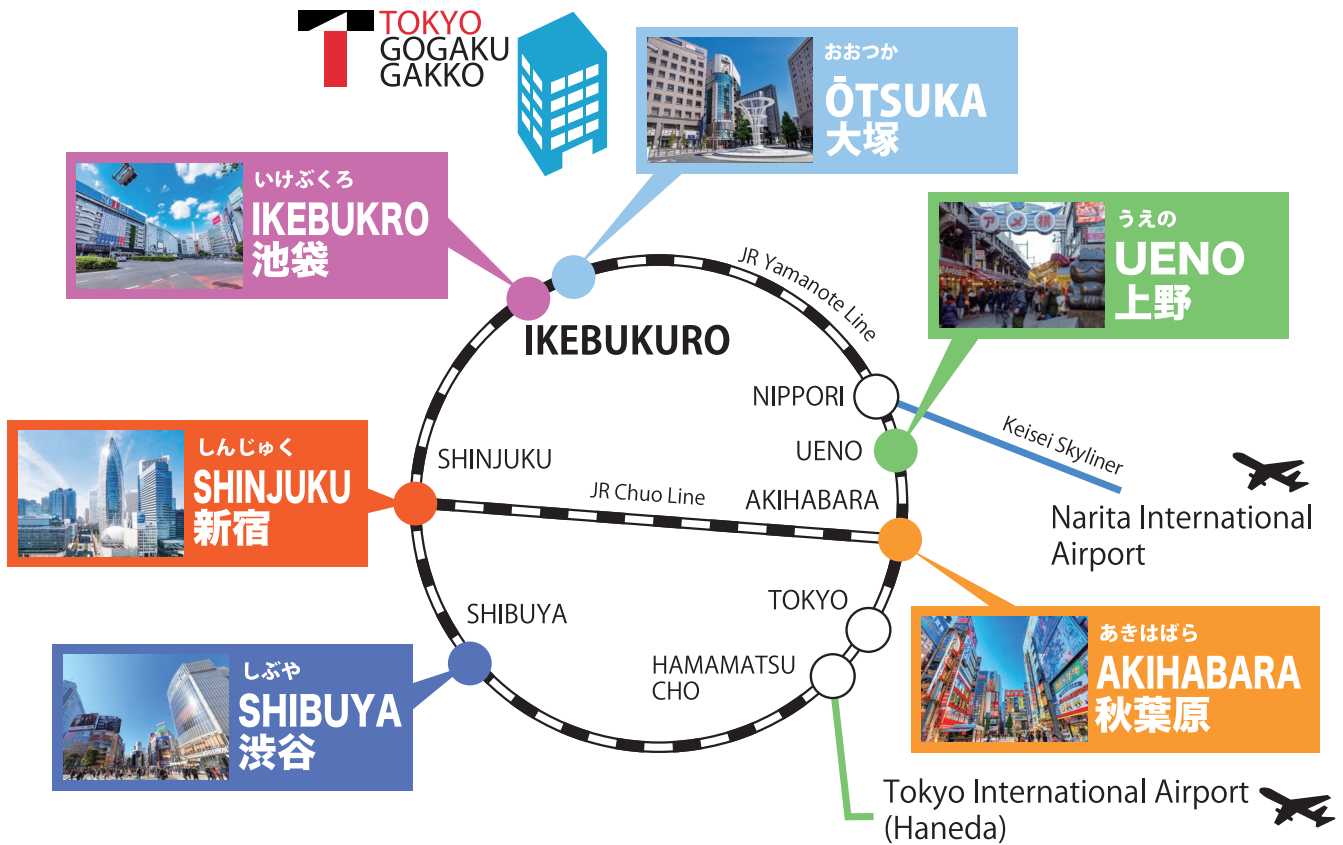 TOKYO
GOGAKU
GAKKO
おおつか
ŌTSUKA
大塚
いけぶくろ
IKEBUKRO
池袋
うえの
UENO
上野
アメ横
JR Yamanote Line
IKEBUKURO
NIPPORI
Keisei Skyliner
UENO
しんじゅく
SHINJUKU
新宿
SHINJUKU
JR Chuo Line
AKIHABARA
Narita International
Airport
TOKYO
SHIBUYA
HAMAMATSU
CHO
あきはばら
AKIHABARA
秋葉原
しぶや
SHIBUYA
渋谷
Tokyo International Airport
(Haneda)